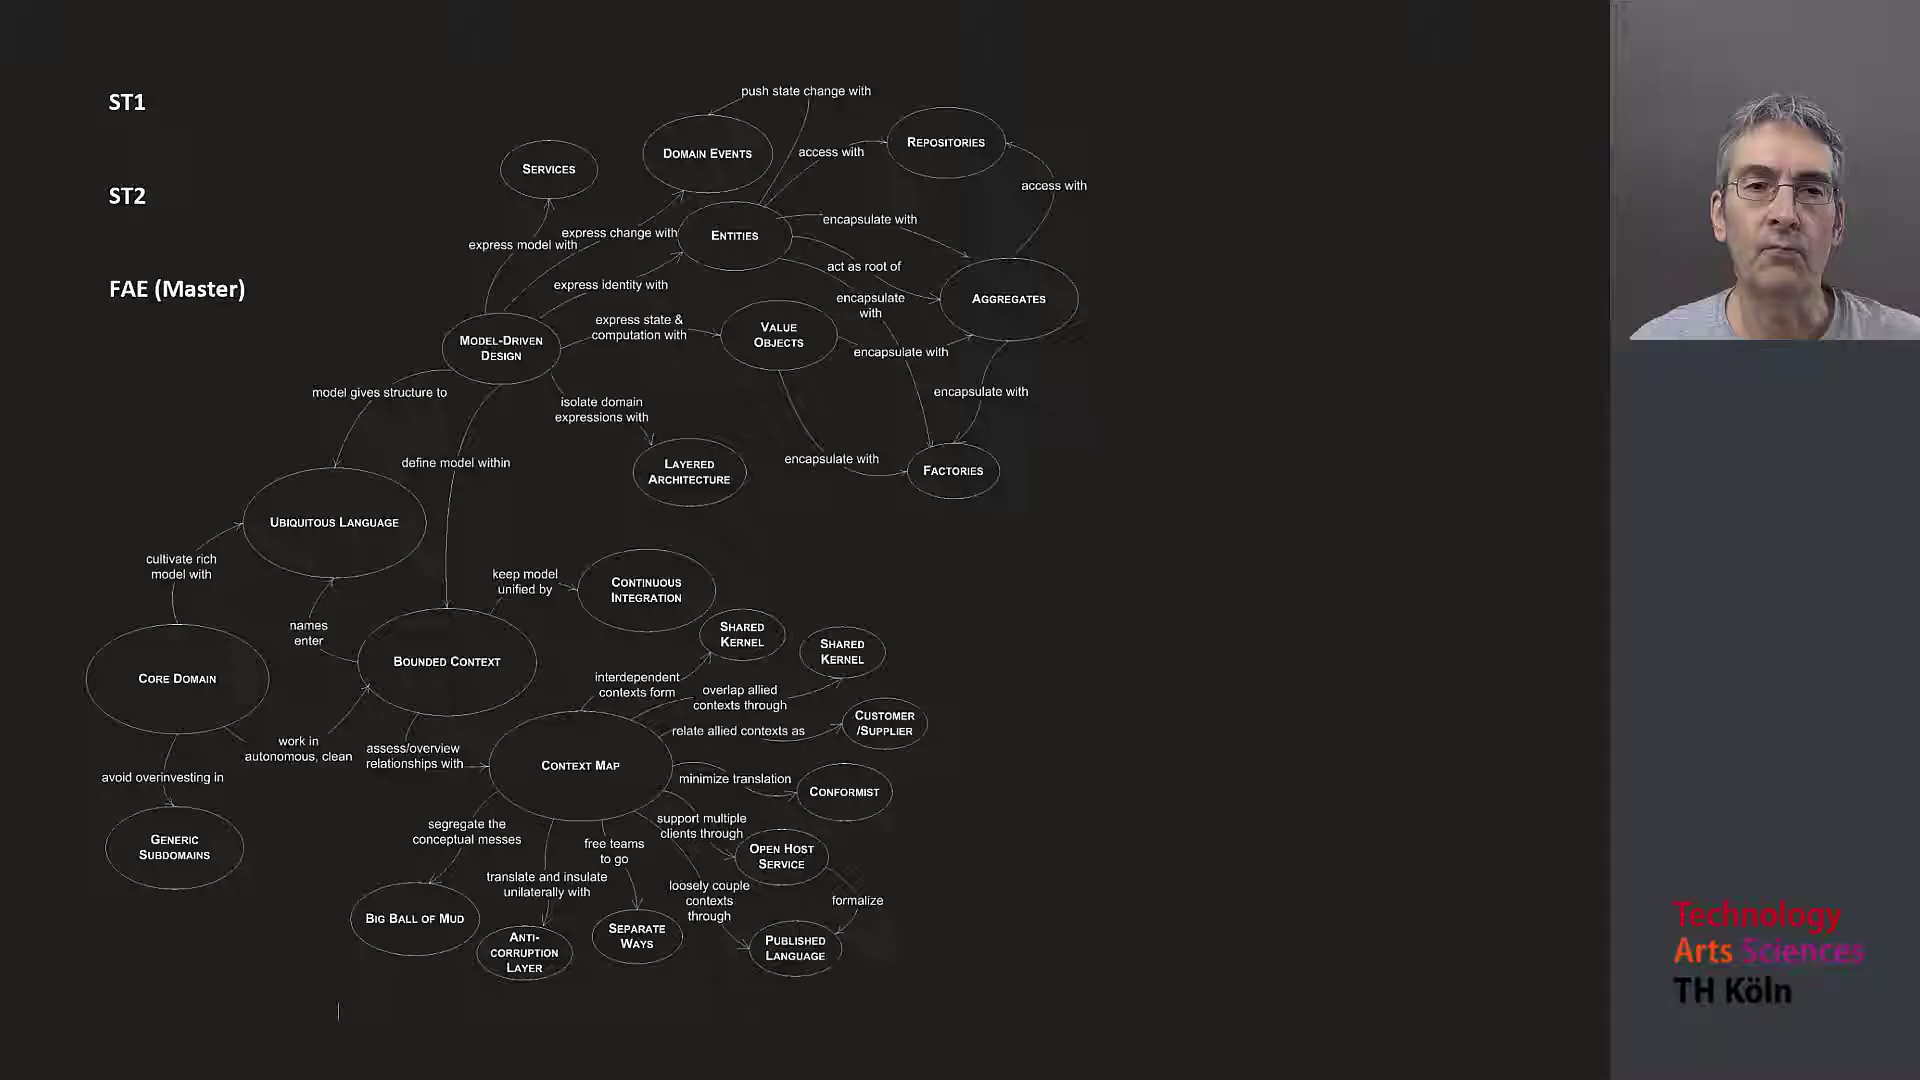 ST1
ST2
FAE (Master)
push state change with
DOMAIN EVENTS
REPOSITORIES
access with
SERVICES
access with
ENTITIES
encapsulate with
express change with
express model with
act as root of
express identity with
encapsulate
with
AGGREGATES
express state &
computation with
VALUE
OBJECTS
MODEL-DRIVEN
DESIGN
encapsulate with
model gives structure to
isolate domain
expressions with
encapsulate with
define model within
LAYERED
ARCHITECTURE
encapsulate with
FACTORIES
UBIQUITOUS LANGUAGE
cultivate rich
model with
keep model
unified by
CONTINUOUS
INTEGRATION
names
enter
SHARED
KERNEL
SHARED
KERNEL
CORE DOMAIN
BOUNDED CONTEXT
interdependent
contexts form
overlap allied
contexts through
CUSTOMER
/SUPPLIER
relate allied contexts as
work in
autonomous, clean
assess/overview
relationships with
CONTEXT MAP
minimize translation
CONFORMIST
avoid overinvesting in
GENERIC
SUBDOMAINS
segregate the
conceptual messes
free teams
to go
support multiple
clients through
OPEN HOST
SERVICE
translate and insulate
unilaterally with
loosely couple
contexts
through
formalize
BIG BALL OF MUD
ANTI-
CORRUPTION
LAYER
SEPARATE
WAYS
PUBLISHED
LANGUAGE
Technology
Arts Sciences
TH Köln